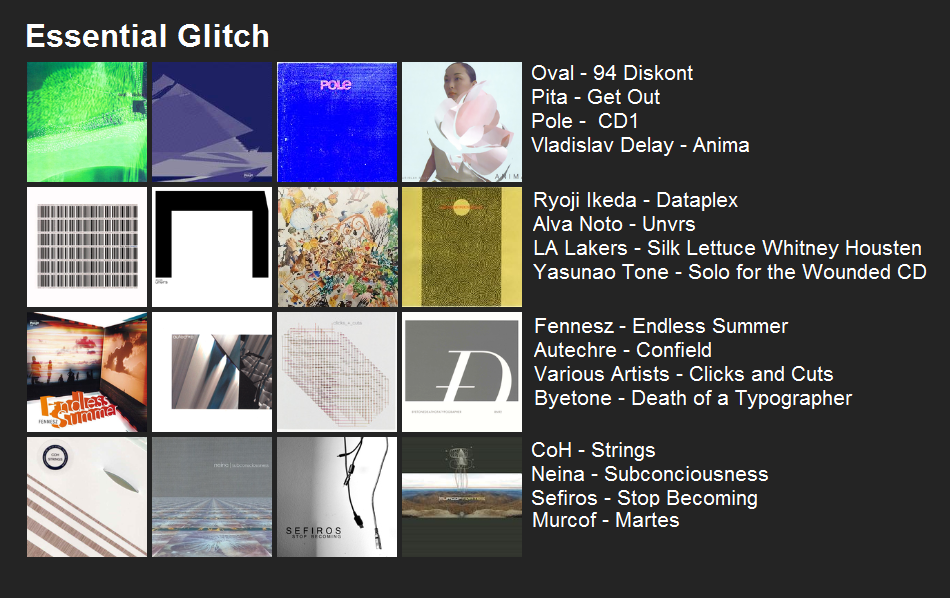 Essential Glitch
POLE
ANIMA
Oval - 94 Diskont
Pita - Get Out
Pole - CD1
Vladislav Delay - Anima
Ryoji Ikeda - Dataplex
Alva Noto - Unvrs
LA Lakers - Silk Lettuce Whitney Housten
Yasunao Tone - Solo for the Wounded CD
Endless
Summer
FENNESZ
autechre
D
Fennesz - Endless Summer
Autechre - Confield
Various Artists - Clicks and Cuts
Byetone - Death of a Typographer
COH
STRINGS
SEFIROS
STOP BECOMING
MURCOF MARTES
CoH - Strings
Neina - Subconciousness
Sefiros - Stop Becoming
Murcof - Martes